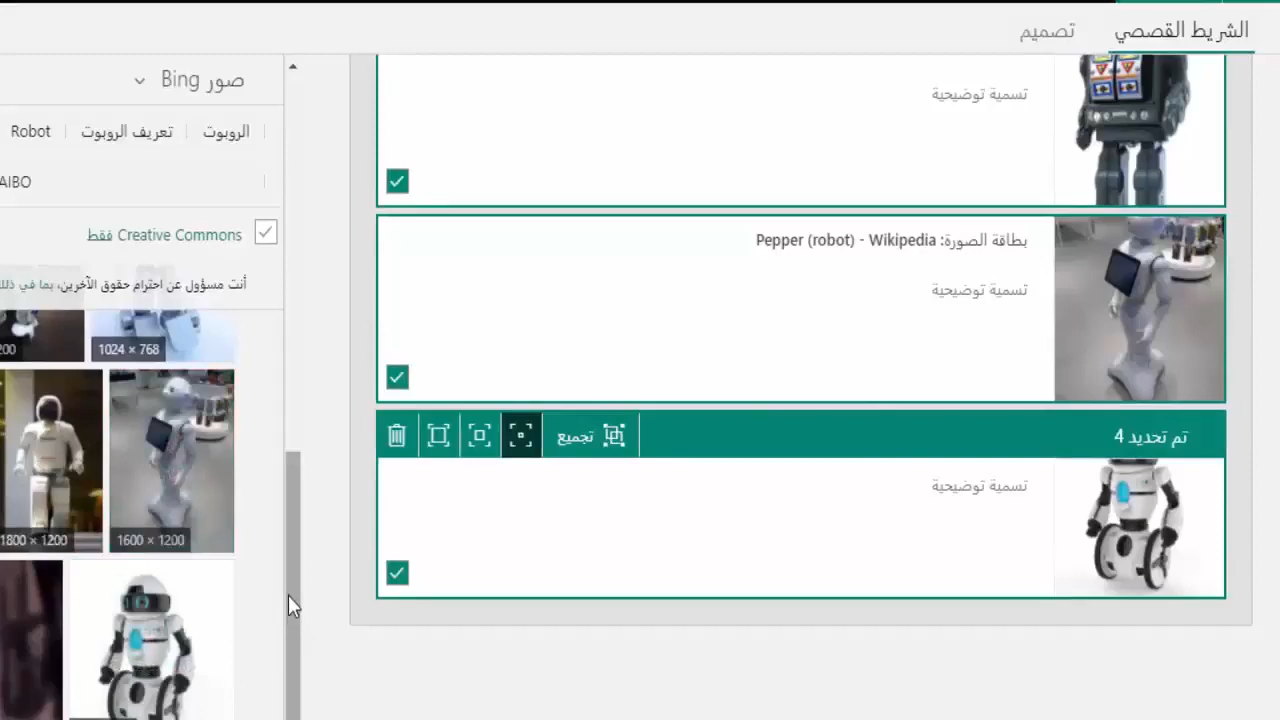 الشريط القصصي
تصميم
تسمية توضيحية
بطاقة الصورة: Pepper (robot) - Wikipedia
تسمية توضيحية
تم تحديد 4
تجميع
تسمية توضيحية
صور Bing
الروبوت
تعريف الروبوت
Robot
AIBO
Creative Commons فقط
أنت مسؤول عن احترام حقوق الآخرين، بما في ذلك
1024 × 768
200
1600 × 1200
1800 × 1200